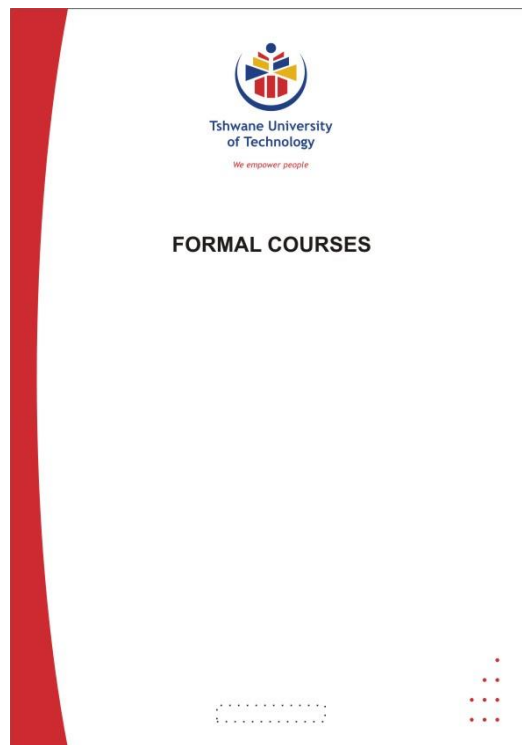 Tshwane University
of Technology
We empower people
FORMAL COURSES